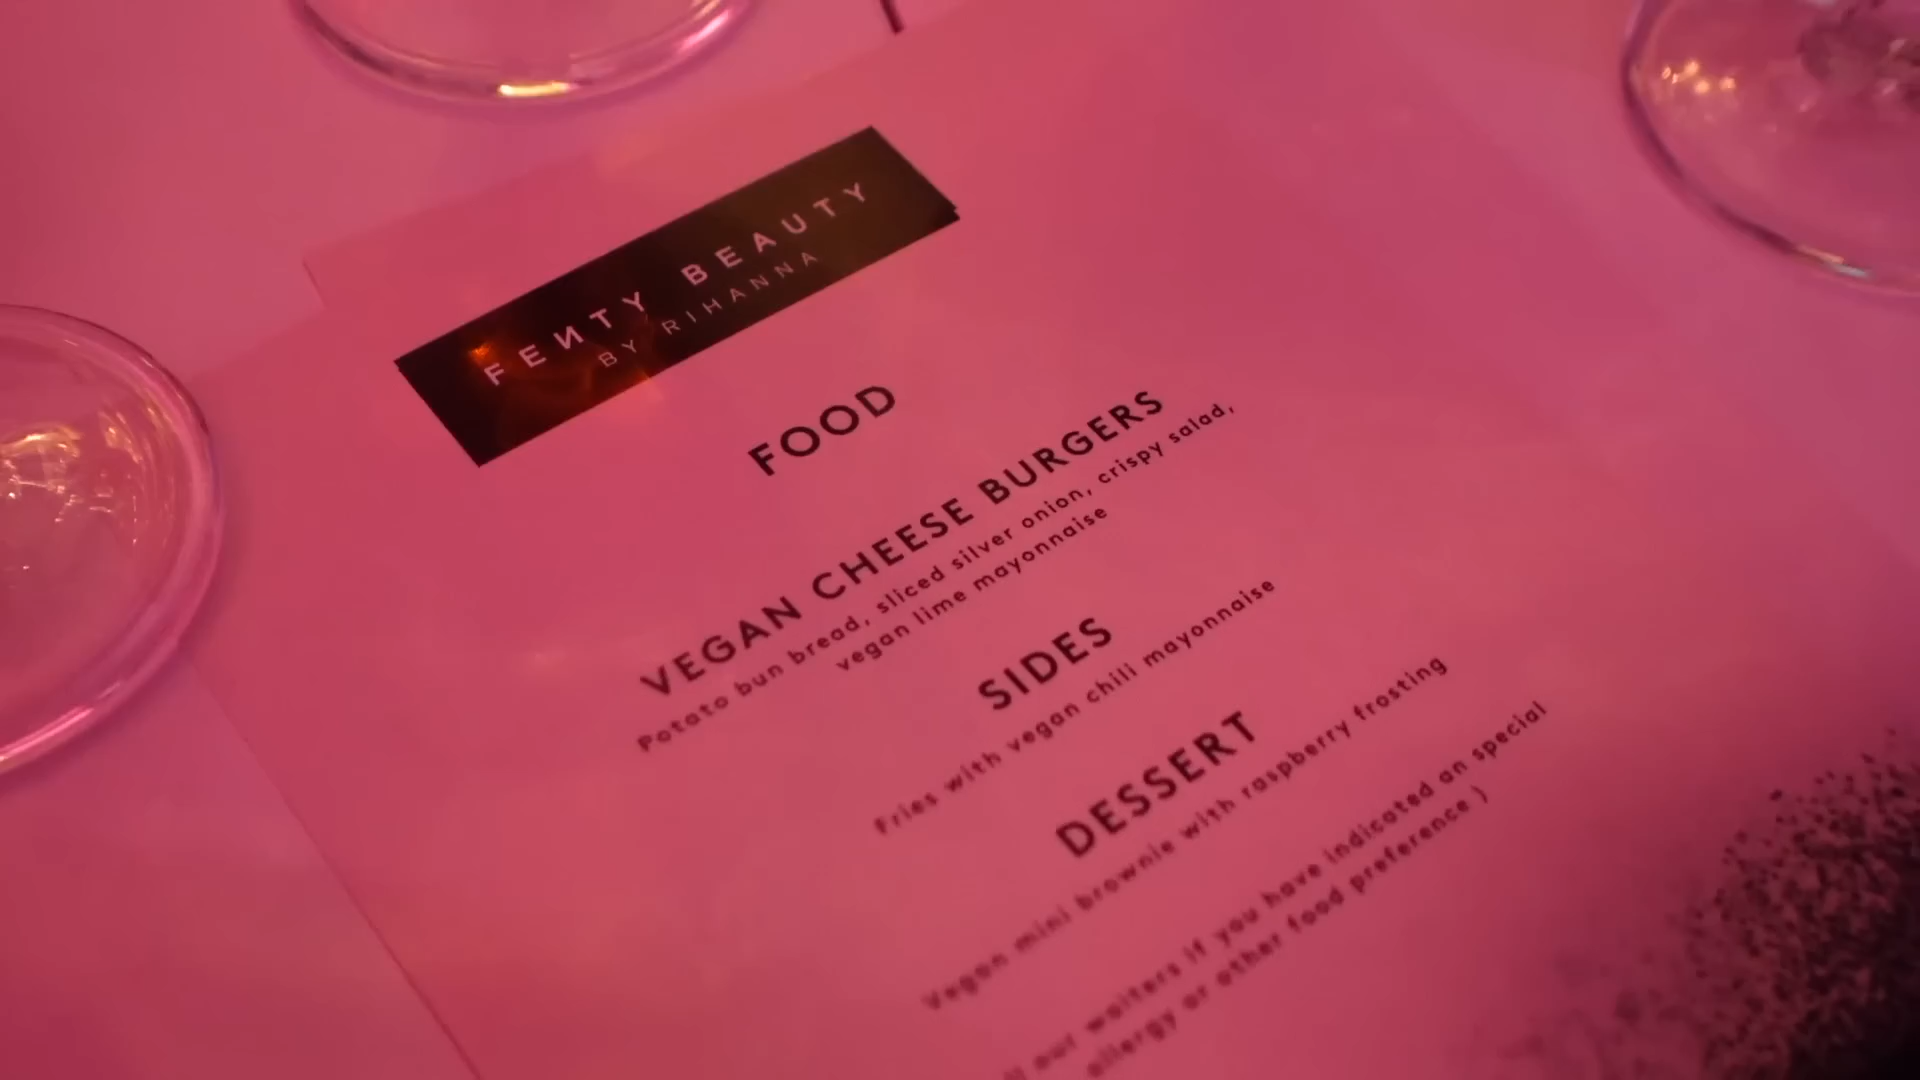 FENTY BEAUTY
BY RIHANNA
FOOD
VEGAN CHEESE BURGERS
Potato bun bread, sliced silver onion, crispy salad,
vegan lime mayonnaise
SIDES
Fries with vegan chili mayonnaise
DESSERT
Vegan mini brownie with raspberry frosting
our waiters if you have indicated an special
allergy or other food preference )